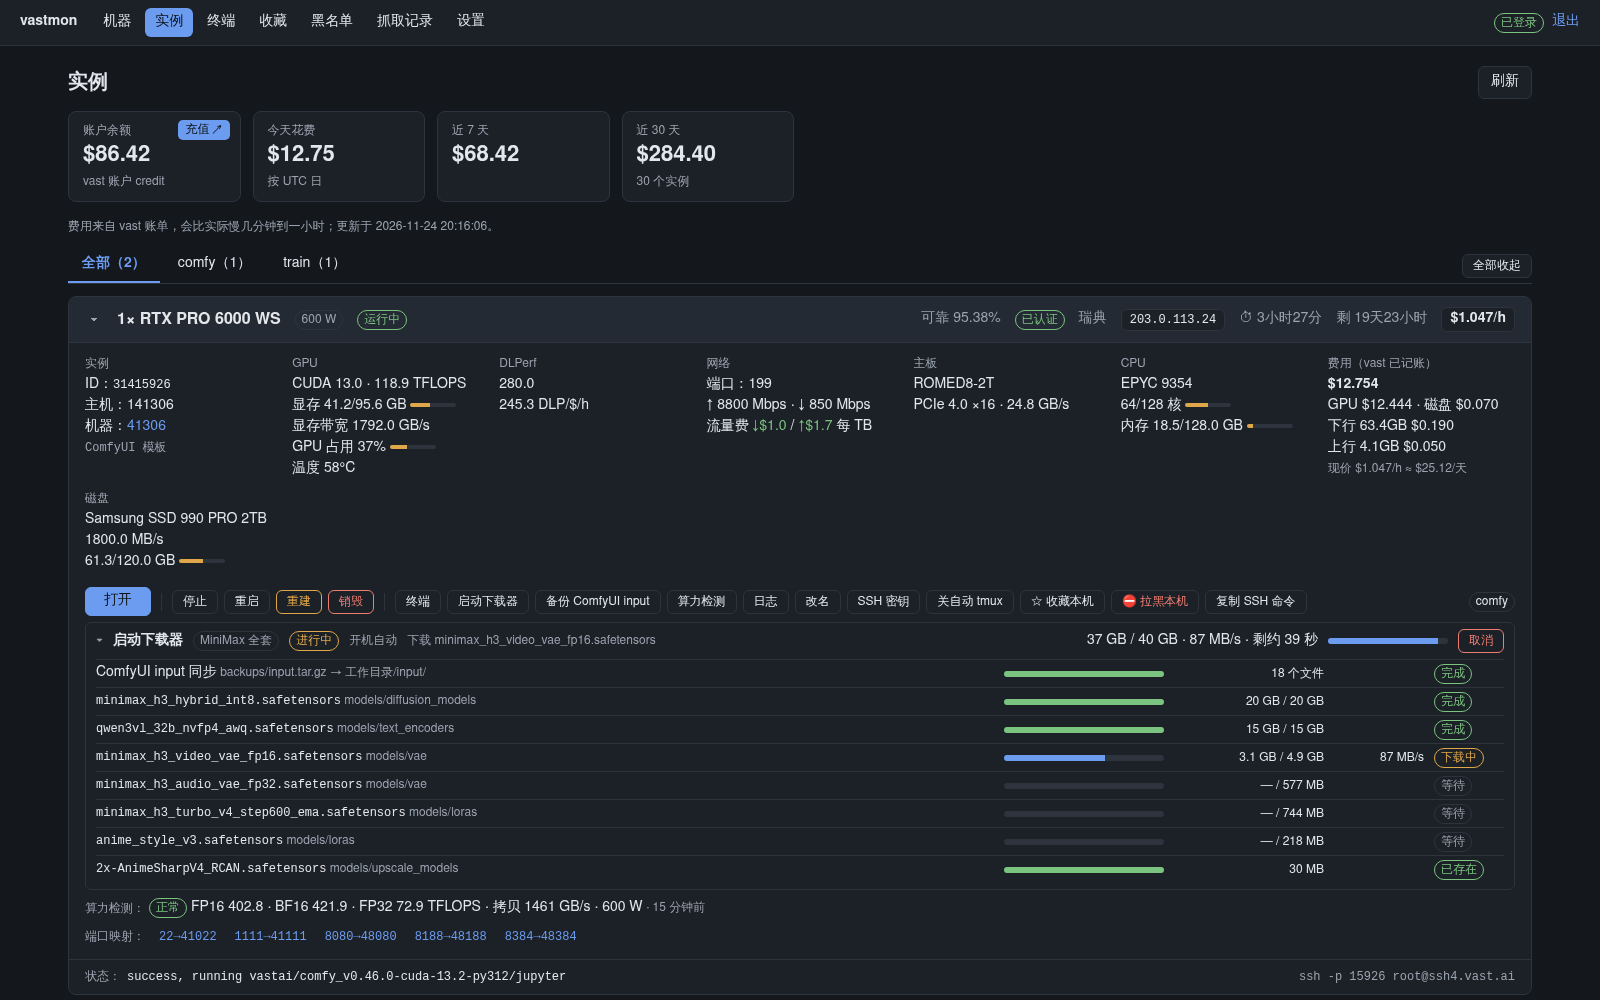 vastmon 机器 实例 终端 收藏 黑名单 抓取记录 设置 已登录 退出
实例 刷新
账户余额 充值↗ 今天花费 近 7 天 近 30 天
$86.42 $12.75 $68.42 $284.40
vast 账户 credit 按 UTC 日 30 个实例
费用来自 vast 账单，会比实际慢几分钟到一小时；更新于 2026-11-24 20:16:06。
全部（2） comfy（1） train（1） 全部收起
1× RTX PRO 6000 WS 600 W 运行中 可靠 95.38% 已认证 瑞典 203.0.113.24 ⏱ 3小时27分 剩 19天23小时 $1.047/h
实例 GPU DLPerf 网络 主板 CPU 费用（vast 已记账）
ID：31415926 CUDA 13.0 · 118.9 TFLOPS 280.0 端口：199 ROMED8-2T EPYC 9354 $12.754
主机：141306 显存 41.2/95.6 GB 245.3 DLP/$/h ↑ 8800 Mbps · ↓ 850 Mbps PCIe 4.0 ×16 · 24.8 GB/s 64/128 核 GPU $12.444 · 磁盘 $0.070
机器：41306 显存带宽 1792.0 GB/s 流量费 ↓$1.0 / ↑$1.7 每 TB 内存 18.5/128.0 GB 下行 63.4GB $0.190
ComfyUI 模板 GPU 占用 37% 上行 4.1GB $0.050
温度 58°C 现价 $1.047/h ≈ $25.12/天
磁盘
Samsung SSD 990 PRO 2TB
1800.0 MB/s
61.3/120.0 GB
打开 停止 重启 重建 销毁 终端 启动下载器 备份 ComfyUI input 算力检测 日志 改名 SSH 密钥 关自动 tmux ☆ 收藏本机 ⛔ 拉黑本机 复制 SSH 命令 comfy
启动下载器 MiniMax 全套 进行中 开机自动 下载 minimax_h3_video_vae_fp16.safetensors 37 GB / 40 GB · 87 MB/s · 剩约 39 秒 取消
ComfyUI input 同步 backups/input.tar.gz → 工作目录/input/ 18 个文件 完成
minimax_h3_hybrid_int8.safetensors models/diffusion_models 20 GB / 20 GB 完成
qwen3vl_32b_nvfp4_awq.safetensors models/text_encoders 15 GB / 15 GB 完成
minimax_h3_video_vae_fp16.safetensors models/vae 3.1 GB / 4.9 GB 87 MB/s 下载中
minimax_h3_audio_vae_fp32.safetensors models/vae — / 577 MB 等待
minimax_h3_turbo_v4_step600_ema.safetensors models/loras — / 744 MB 等待
anime_style_v3.safetensors models/loras — / 218 MB 等待
2x-AnimeSharpV4_RCAN.safetensors models/upscale_models 30 MB 已存在
算力检测： 正常 FP16 402.8 · BF16 421.9 · FP32 72.9 TFLOPS · 拷贝 1461 GB/s · 600 W · 15 分钟前
端口映射： 22→41022 1111→41111 8080→48080 8188→48188 8384→48384
状态： success, running vastai/comfy_v0.46.0-cuda-13.2-py312/jupyter ssh -p 15926 root@ssh4.vast.ai